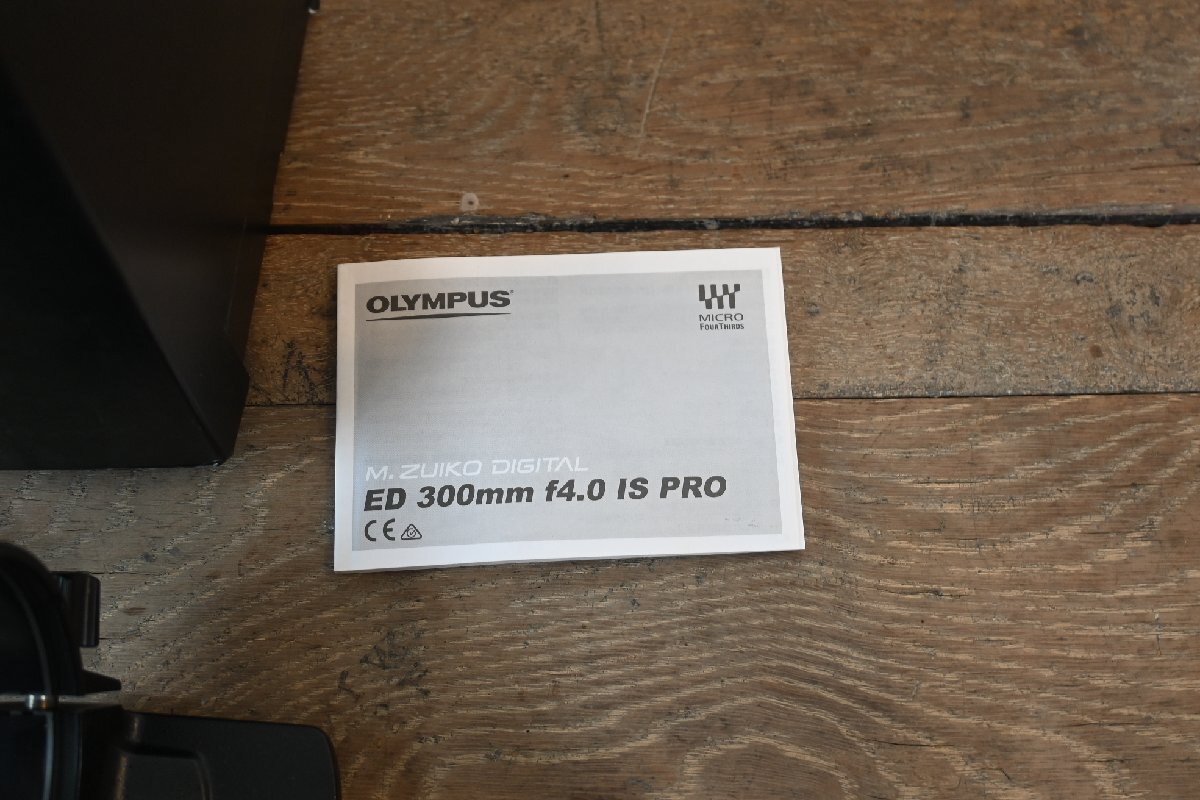 OLYMPUS
MICRO
FOUR THIRDS
M. ZUIKO DIGITAL
ED 300mm f4.0 IS PRO
CE